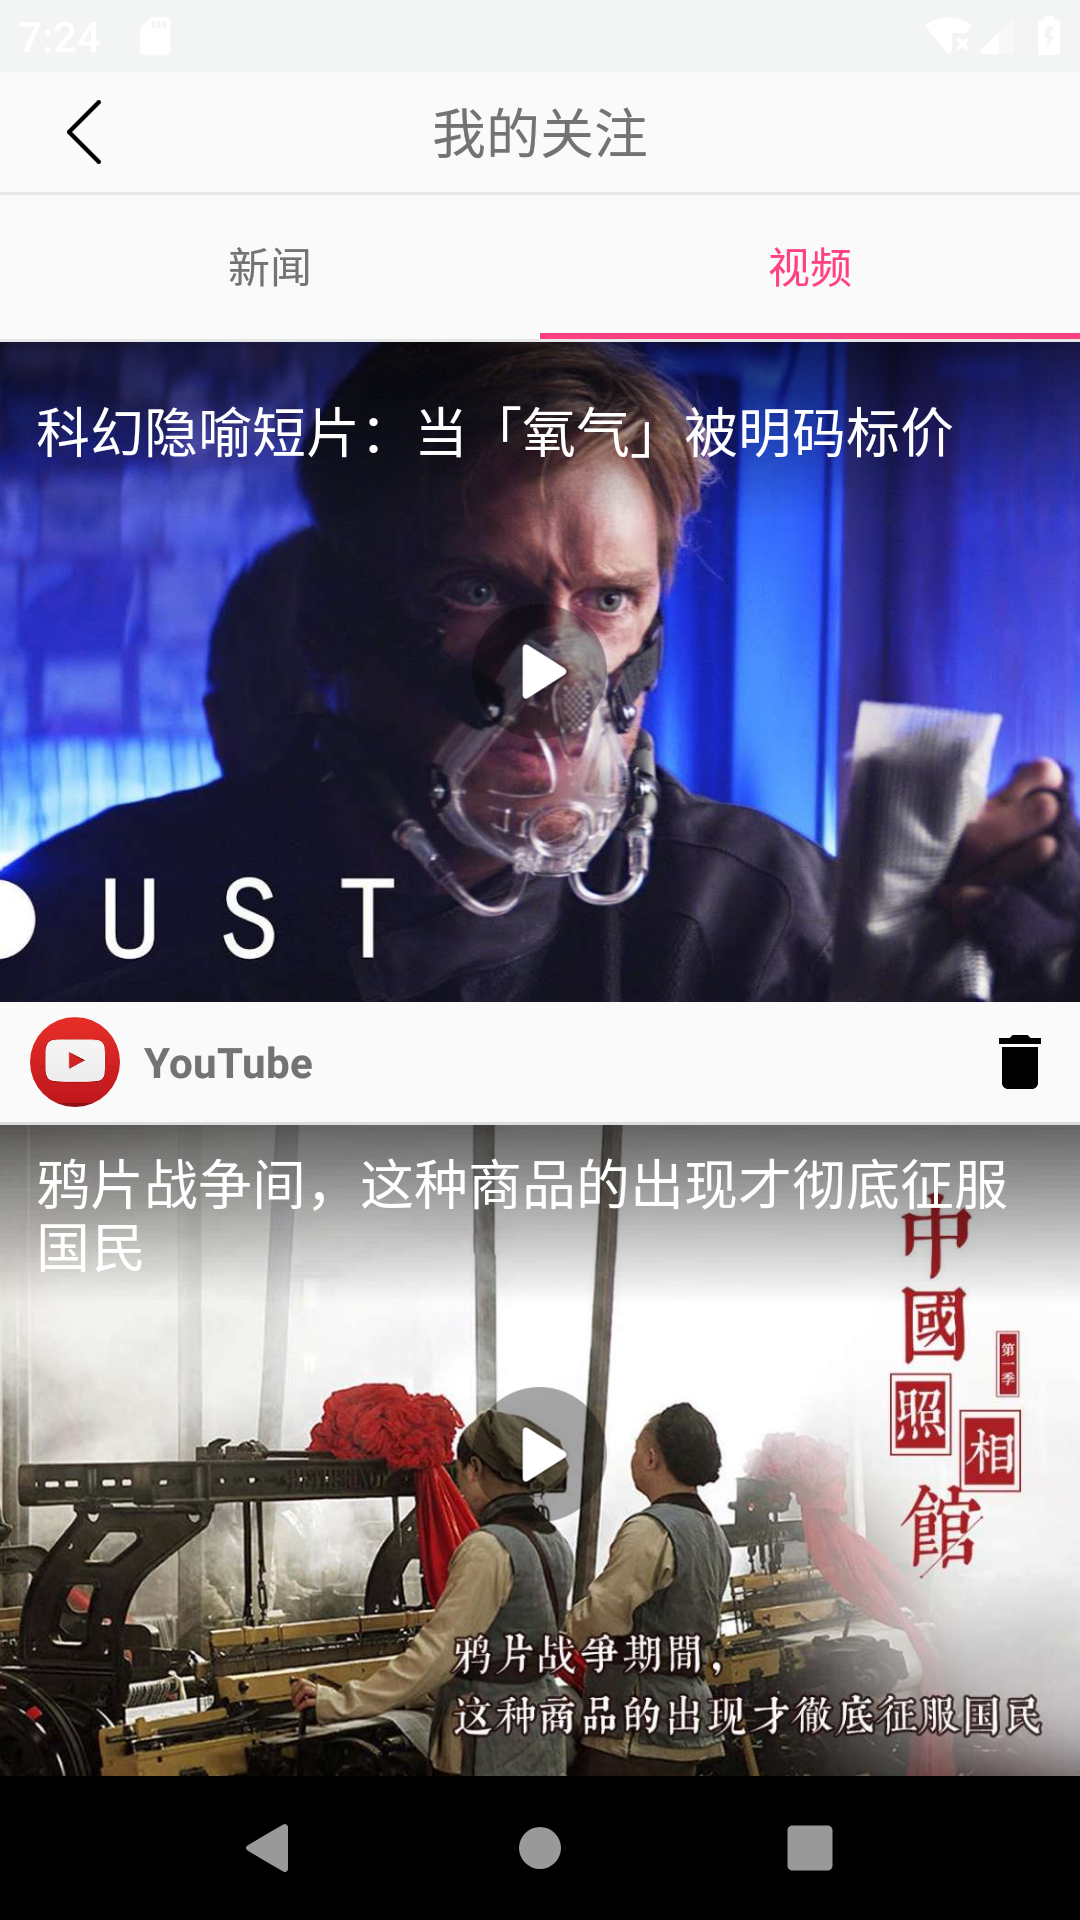 7:24
我的关注
新闻
视频
科幻隐喻短片：当「氧气」被明码标价
DUST
YouTube
鸦片战争间，这种商品的出现才彻底征服
国民
中國照相館
第一季
鸦片战争期間，
这种商品的出现才徹底征服国民